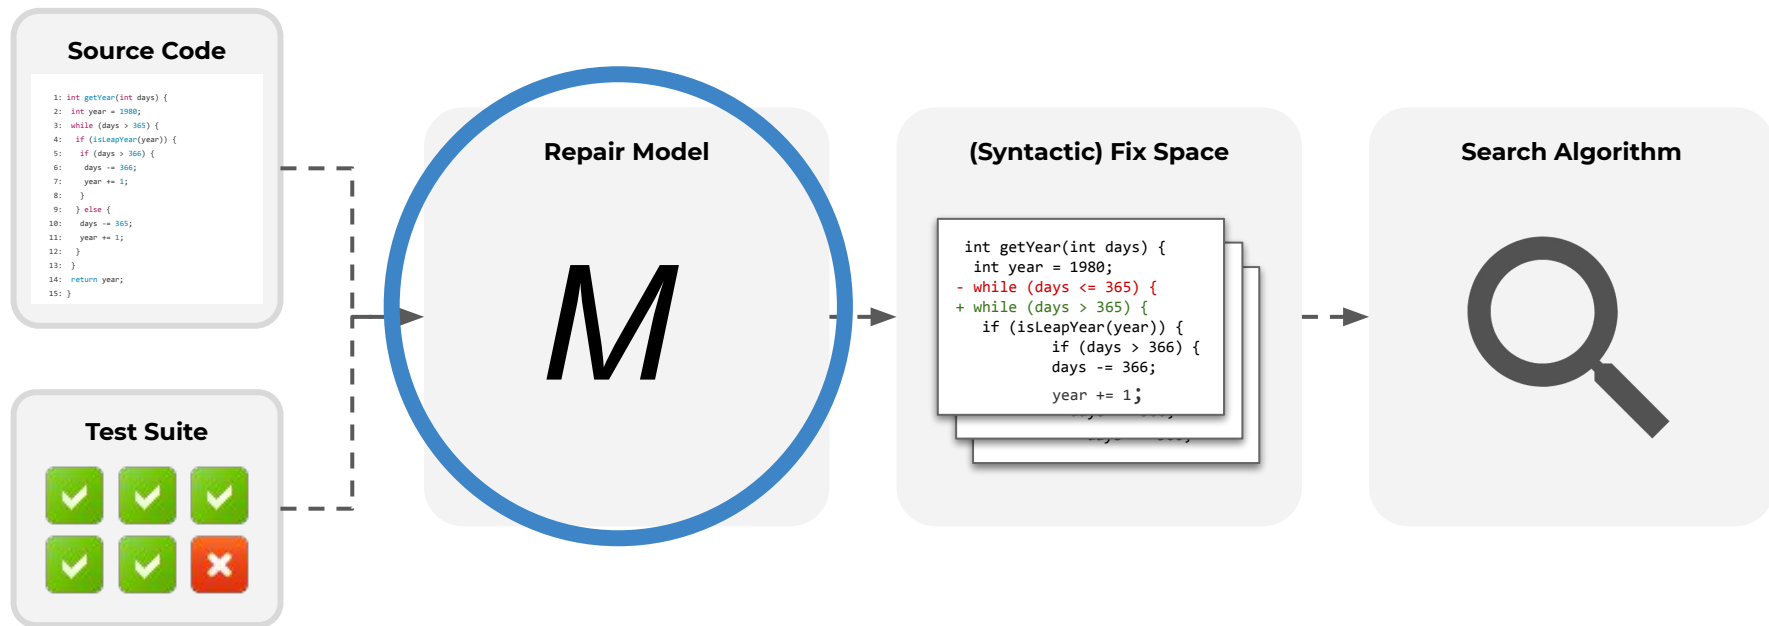 Source Code
1: int getYear(int days) {
2: int year = 1980;
3: while (days > 365) {
4: if (isLeapYear(year)) {
5: if (days > 366) {
6: days -= 366;
7: year += 1;
8: }
9: } else {
10: days -= 365;
11: year += 1;
12: }
13: }
14: return year;
15: }
Test Suite
Repair Model
M
(Syntactic) Fix Space
int getYear(int days) {
int year = 1980;
- while (days <= 365) {
+ while (days > 365) {
if (isLeapYear(year)) {
if (days > 366) {
days -= 366;
year += 1;
Search Algorithm